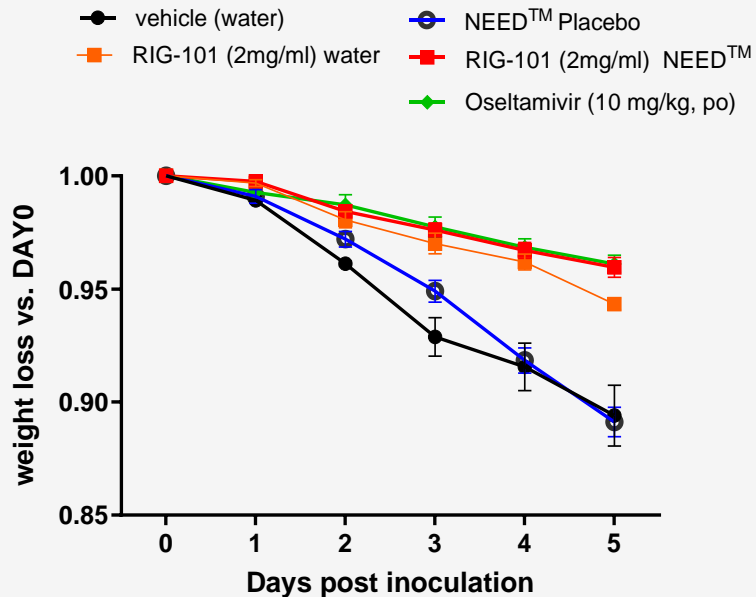 vehicle (water)
NEED™ Placebo
RIG-101 (2mg/ml) water
RIG-101 (2mg/ml) NEED™
Oseltamivir (10 mg/kg, po)
1.00
0.95
0.90
0.85
weight loss vs. DAY0
0 1 2 3 4 5
Days post inoculation